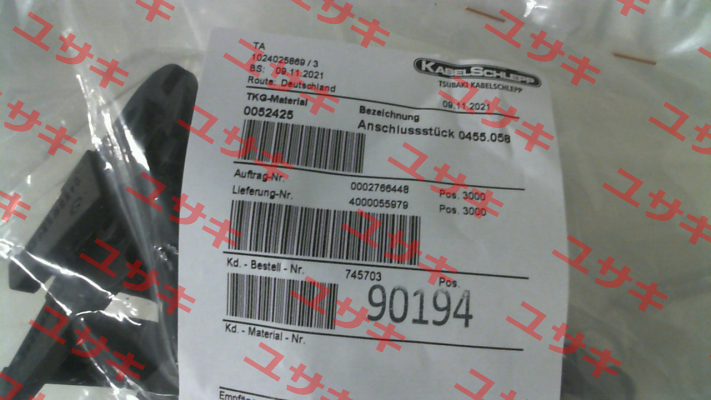 TA
1024025869 / 3
BS: 09.11.2021
Route: Deutschland
KABELSCHLEPP
TSUBAKI KABELSCHLEPP
09.11.2021
TKG-Material
0052425
Bezeichnung
Anschlussstück 0455.058
Auftrag-Nr. 0002766448 Pos. 3000
Lieferung-Nr. 4000055979 Pos. 3000
Kd. - Bestell - Nr. 745703 Pos.
90194
Kd. - Material - Nr.
ユサキ